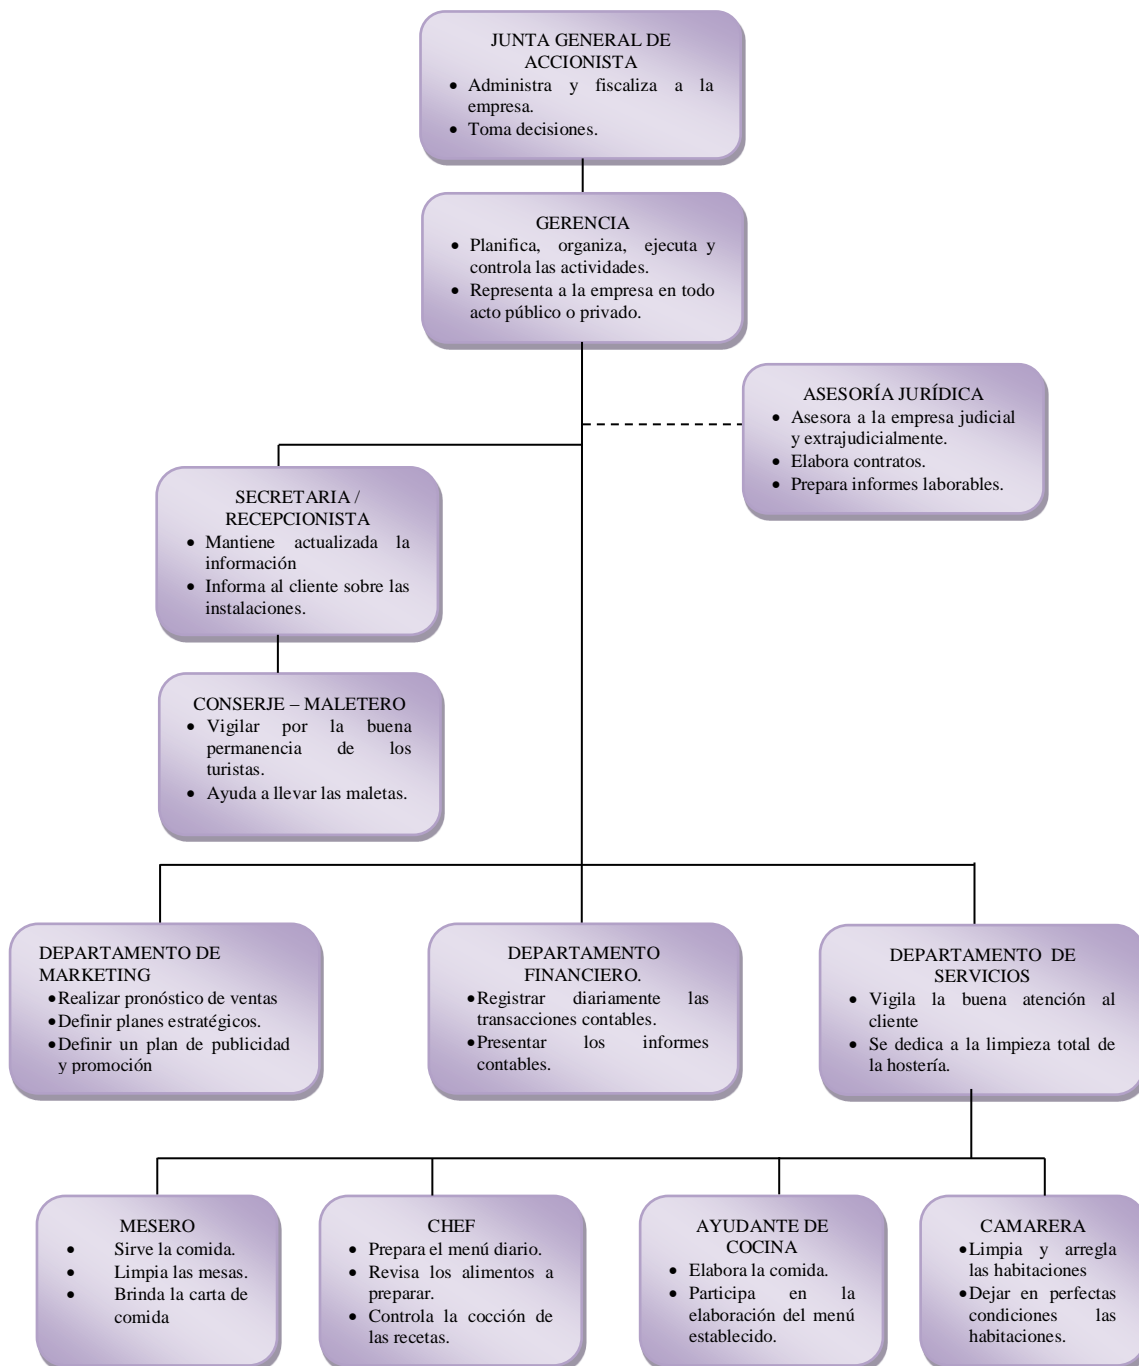 JUNTA GENERAL DE
ACCIONISTA
• Administra y fiscaliza a la
empresa.
• Toma decisiones.
GERENCIA
• Planifica, organiza, ejecuta y
controla las actividades.
• Representa a la empresa en todo
acto público o privado.
ASESORÍA JURÍDICA
• Asesora a la empresa judicial
y extrajudicialmente.
• Elabora contratos.
• Prepara informes laborables.
SECRETARIA /
RECEPCIONISTA
• Mantiene actualizada la
información
• Informa al cliente sobre las
instalaciones.
CONSERJE – MALETERO
• Vigilar por la buena
permanencia de los
turistas.
• Ayuda a llevar las maletas.
DEPARTAMENTO DE
MARKETING
• Realizar pronóstico de ventas
• Definir planes estratégicos.
• Definir un plan de publicidad
y promoción
DEPARTAMENTO
FINANCIERO.
• Registrar diariamente las
transacciones contables.
• Presentar los informes
contables.
DEPARTAMENTO DE
SERVICIOS
• Vigila la buena atención al
cliente
• Se dedica a la limpieza total de
la hostería.
MESERO
• Sirve la comida.
• Limpia las mesas.
• Brinda la carta de
comida
CHEF
• Prepara el menú diario.
• Revisa los alimentos a
preparar.
• Controla la cocción de
las recetas.
AYUDANTE DE
COCINA
• Elabora la comida.
• Participa en la
elaboración del menú
establecido.
CAMARERA
• Limpia y arregla
las habitaciones
• Dejar en perfectas
condiciones las
habitaciones.